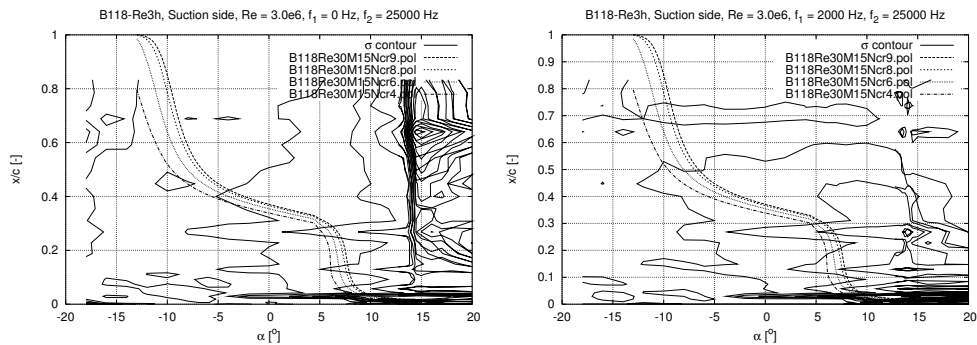 B118-Re3h, Suction side, Re = 3.0e6, f1 = 0 Hz, f2 = 25000 Hz
σ contour
B118Re30M15Ncr9.pol
B118Re30M15Ncr8.pol
B118Re30M15Ncr6.pol
B118Re30M15Ncr4.pol
x/c [-]
1
0.8
0.6
0.4
0.2
0
-20 -15 -10 -5 0 5 10 15 20
α [o]
B118-Re3h, Suction side, Re = 3.0e6, f1 = 2000 Hz, f2 = 25000 Hz
σ contour
B118Re30M15Ncr9.pol
B118Re30M15Ncr8.pol
B118Re30M15Ncr6.pol
B118Re30M15Ncr4.pol
x/c [-]
1
0.9
0.8
0.7
0.6
0.5
0.4
0.3
0.2
0.1
0
-20 -15 -10 -5 0 5 10 15 20
α [o]